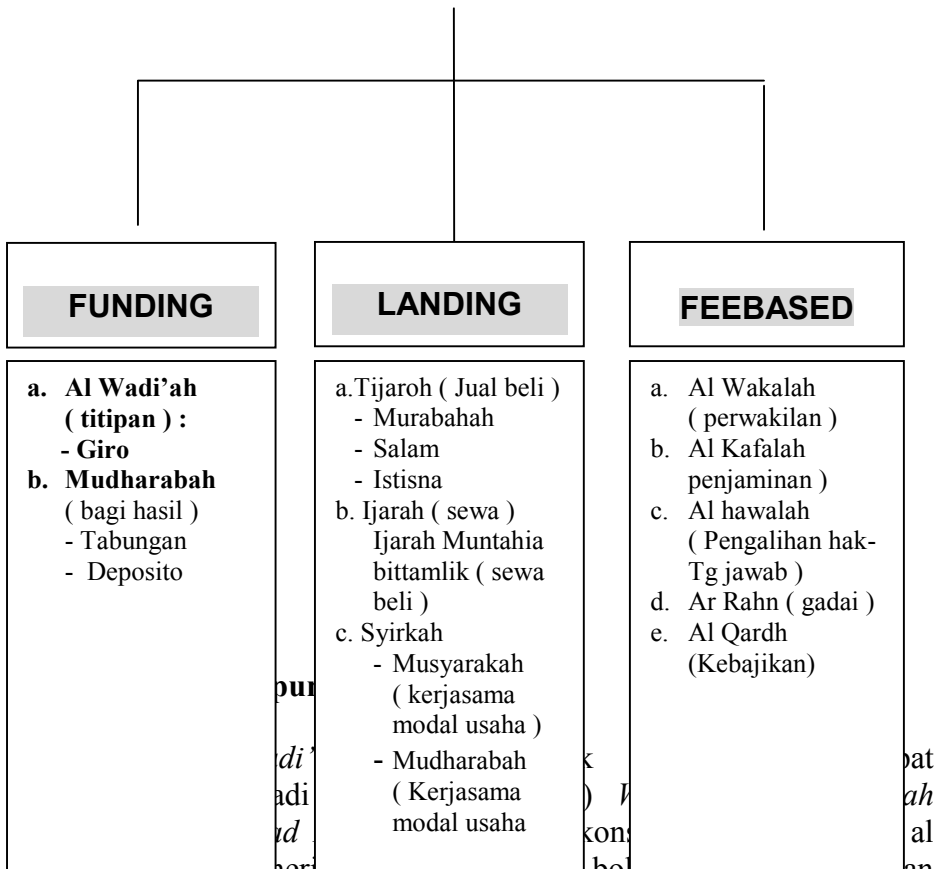 FUNDING
a. Al Wadi’ah
( titipan ) :
- Giro
b. Mudharabah
( bagi hasil )
- Tabungan
- Deposito
LANDING
a.Tijaroh ( Jual beli )
- Murabahah
- Salam
- Istisna
b. Ijarah ( sewa )
Ijarah Muntahia
bittamlik ( sewa
beli )
c. Syirkah
- Musyarakah
( kerjasama
modal usaha )
- Mudharabah
( Kerjasama
modal usaha
FEEBASED
a. Al Wakalah
( perwakilan )
b. Al Kafalah
penjaminan )
c. Al hawalah
( Pengalihan hak-
Tg jawab )
d. Ar Rahn ( gadai )
e. Al Qardh
(Kebajikan)
al